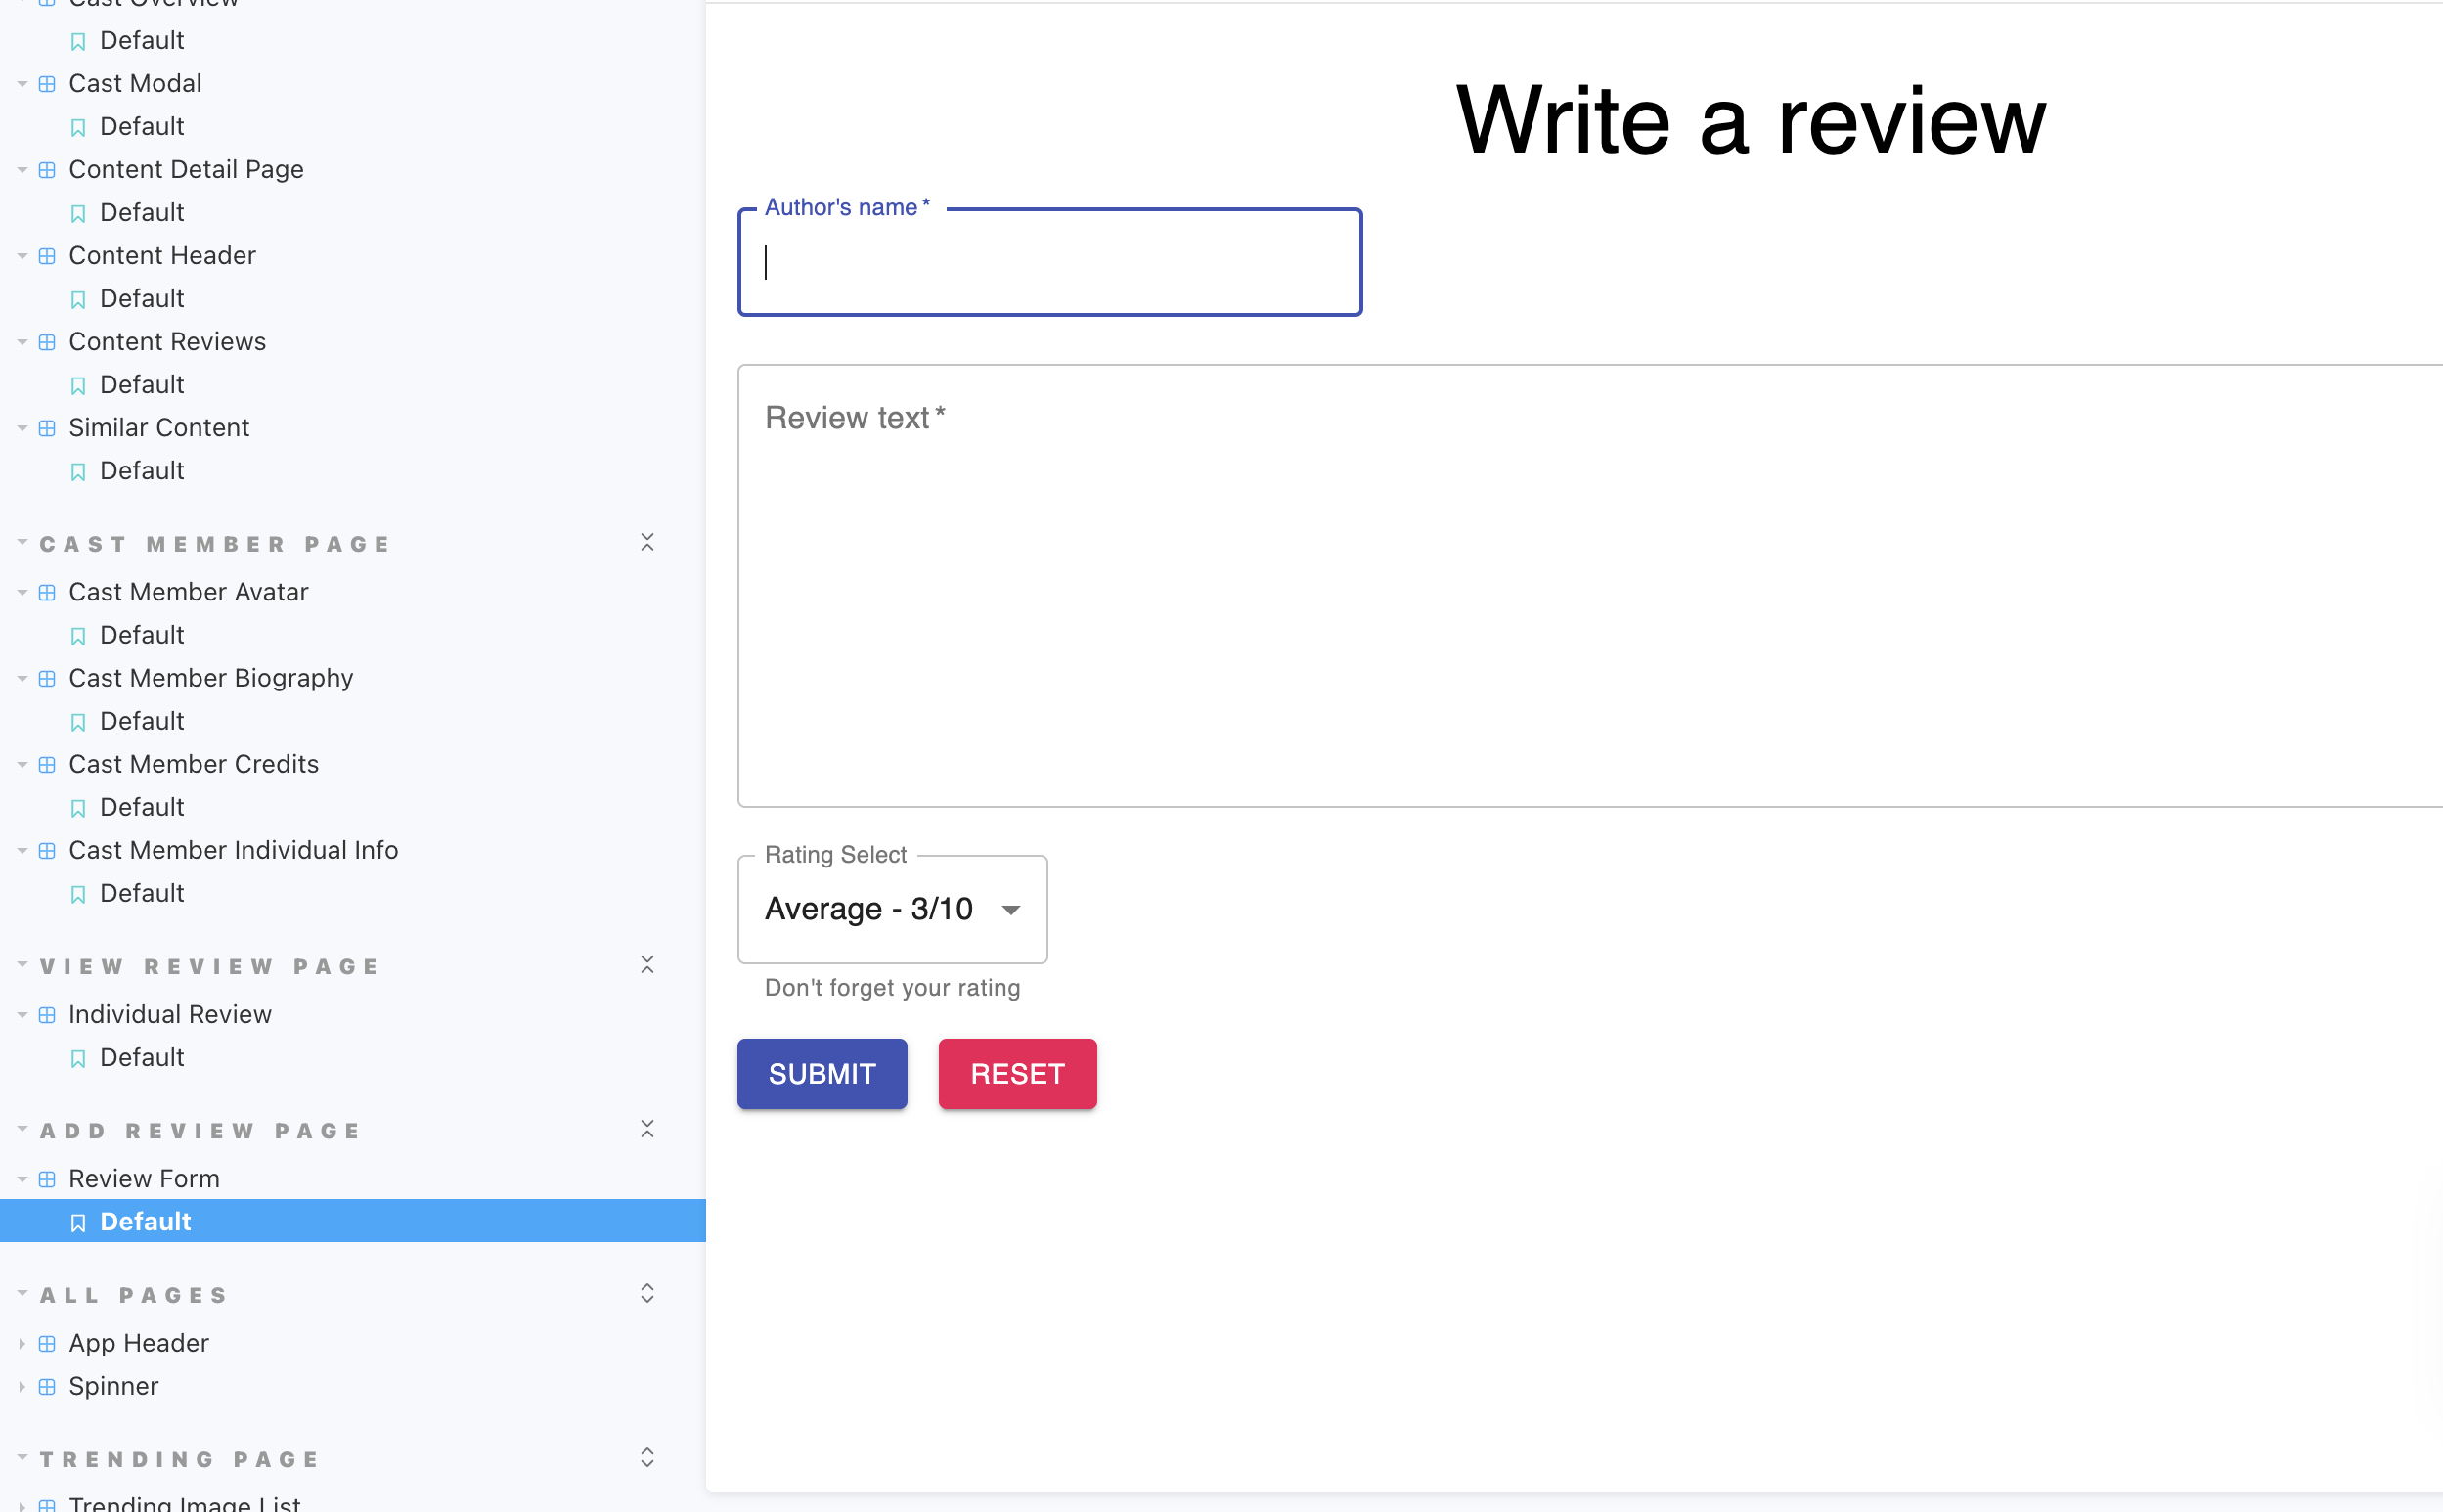 Cast Overview
Default
Cast Modal
Default
Content Detail Page
Default
Content Header
Default
Content Reviews
Default
Similar Content
Default
CAST MEMBER PAGE
Cast Member Avatar
Default
Cast Member Biography
Default
Cast Member Credits
Default
Cast Member Individual Info
Default
VIEW REVIEW PAGE
Individual Review
Default
ADD REVIEW PAGE
Review Form
Default
ALL PAGES
App Header
Spinner
TRENDING PAGE
Trending Image List
Write a review
Author's name *
Review text *
Rating Select
Average - 3/10
Don't forget your rating
SUBMIT
RESET